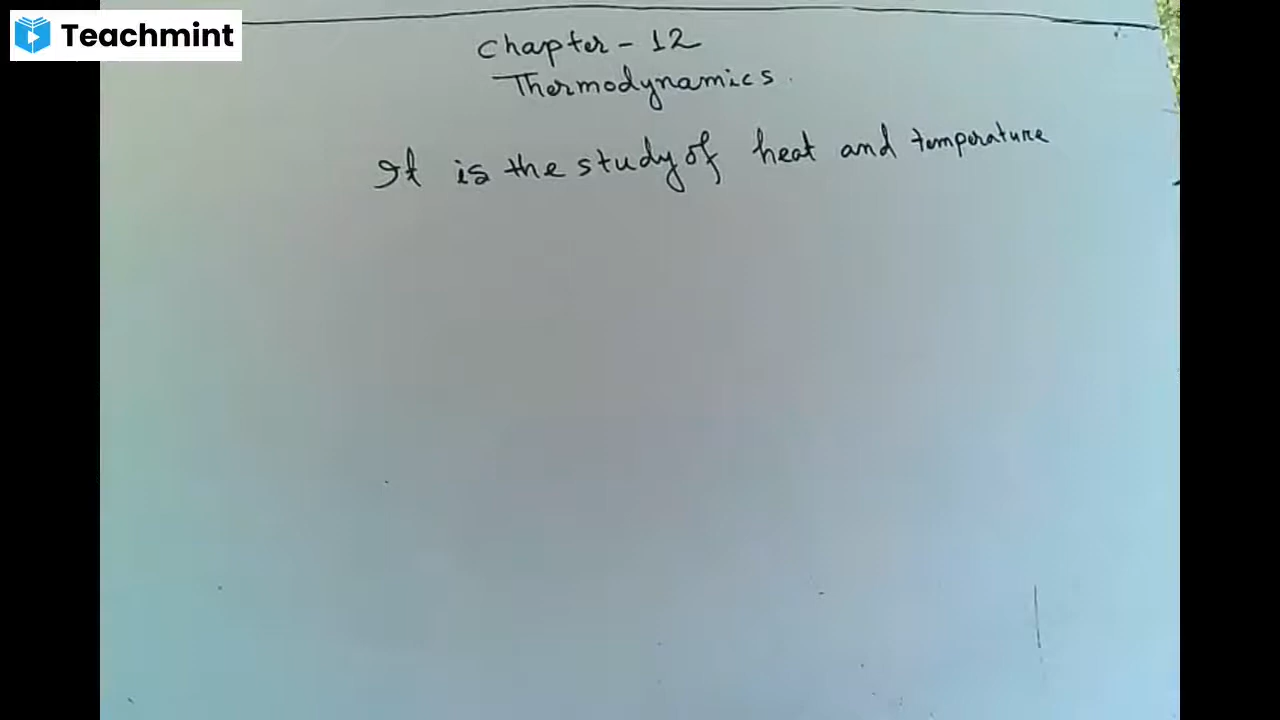 Teachmint
Chapter - 12
Thermodynamics.
It is the study of heat and temperature